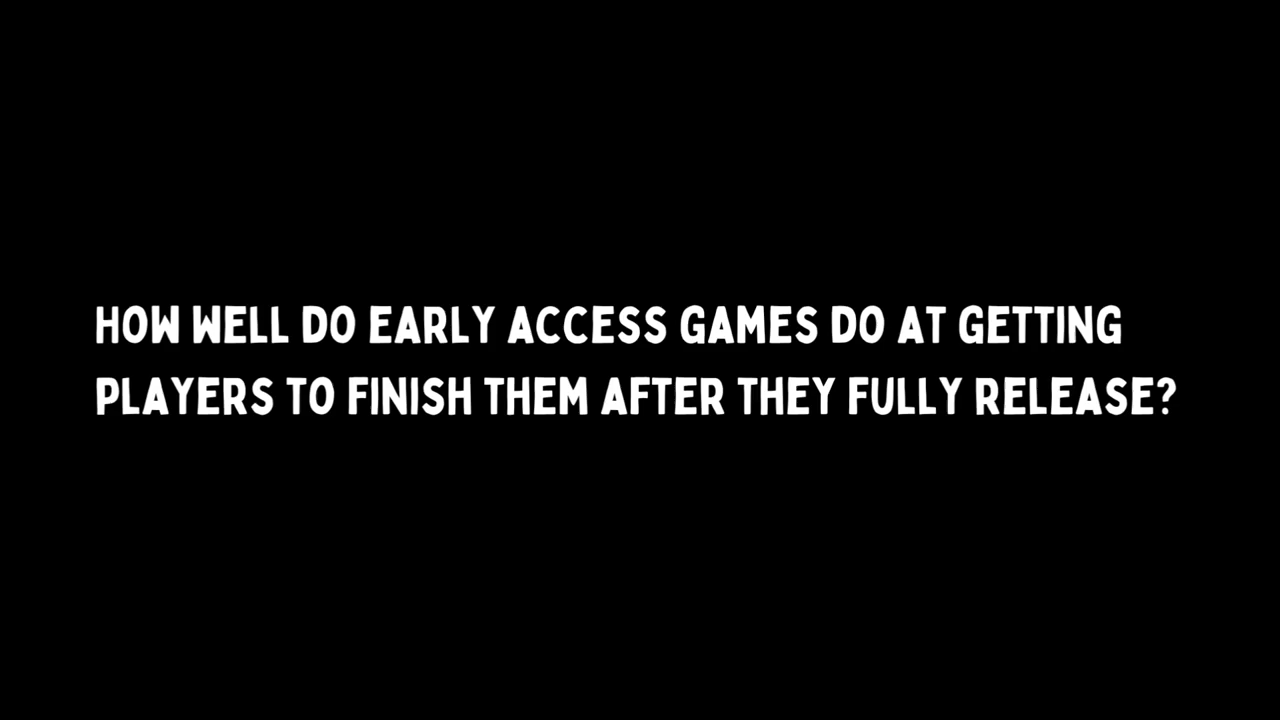 HOW WELL DO EARLY ACCESS GAMES DO AT GETTING
PLAYERS TO FINISH THEM AFTER THEY FULLY RELEASE?